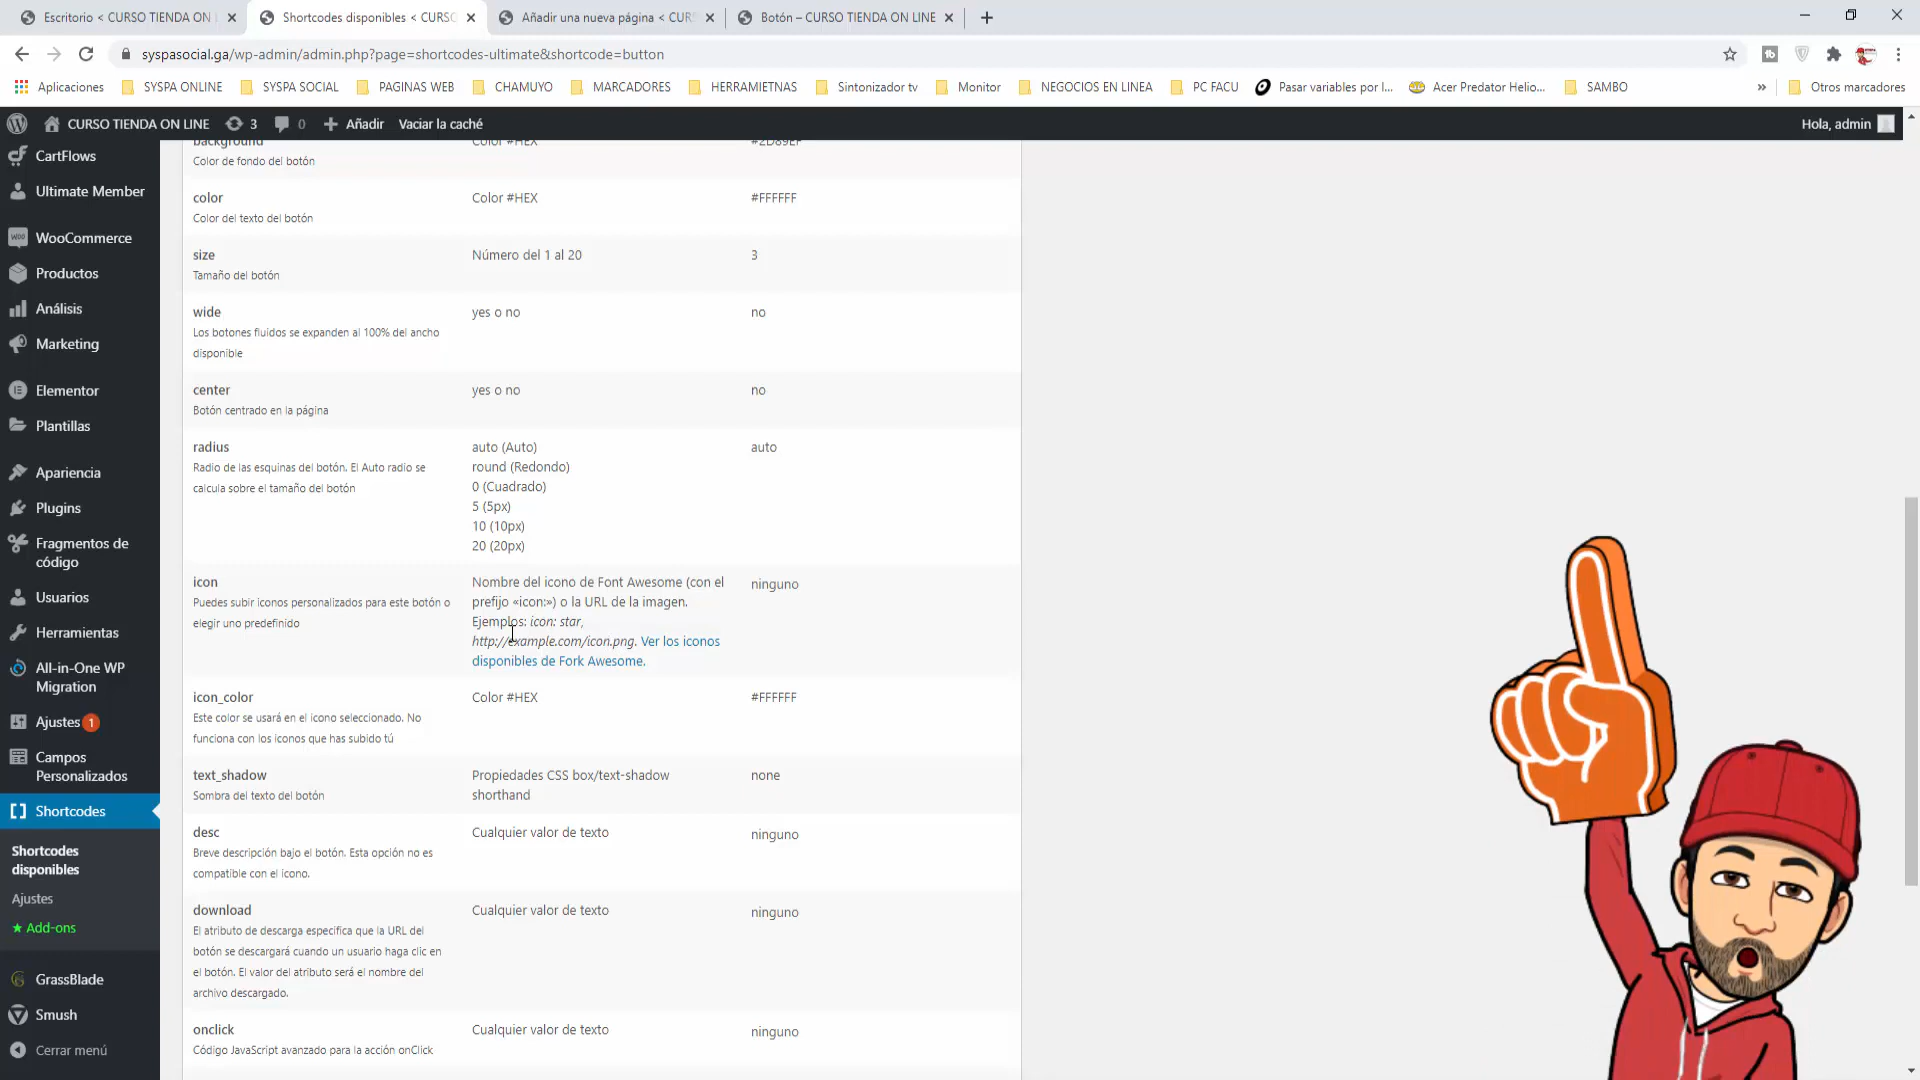 Escritorio < CURSO TIENDA ON
Shortcodes disponibles < CURSO
Añadir una nueva página < CUR
Botón – CURSO TIENDA ON LINE
syspasocial.ga/wp-admin/admin.php?page=shortcodes-ultimate&shortcode=button
Aplicaciones
SYSPA ONLINE
SYSPA SOCIAL
PAGINAS WEB
CHAMUYO
MARCADORES
HERRAMIETNAS
Sintonizador tv
Monitor
NEGOCIOS EN LINEA
PC FACU
Pasar variables por l...
Acer Predator Helio...
SAMBO
»
Otros marcadores
CURSO TIENDA ON LINE
3
0
Añadir
Vaciar la caché
Hola, admin
CartFlows
Ultimate Member
WooCommerce
Productos
Análisis
Marketing
Elementor
Plantillas
Apariencia
Plugins
Fragmentos de
código
Usuarios
Herramientas
All-in-One WP
Migration
Ajustes 1
Campos
Personalizados
Shortcodes
Shortcodes
disponibles
Ajustes
★ Add-ons
GrassBlade
Smush
Cerrar menú
background Color #HEX #2D89EF
Color de fondo del botón
color Color #HEX #FFFFFF
Color del texto del botón
size Número del 1 al 20 3
Tamaño del botón
wide yes o no no
Los botones fluidos se expanden al 100% del ancho
disponible
center yes o no no
Botón centrado en la página
radius auto (Auto) auto
Radio de las esquinas del botón. El Auto radio se
calcula sobre el tamaño del botón
round (Redondo)
0 (Cuadrado)
5 (5px)
10 (10px)
20 (20px)
icon
Puedes subir iconos personalizados para este botón o
elegir uno predefinido
Nombre del icono de Font Awesome (con el
prefijo «icon:») o la URL de la imagen.
Ejemplos: icon: star,
http://example.com/icon.png. Ver los iconos
disponibles de Fork Awesome.
ninguno
icon_color Color #HEX #FFFFFF
Este color se usará en el icono seleccionado. No
funciona con los iconos que has subido tú
text_shadow
Sombra del texto del botón
Propiedades CSS box/text-shadow
shorthand
none
desc Cualquier valor de texto ninguno
Breve descripción bajo el botón. Esta opción no es
compatible con el icono.
download Cualquier valor de texto ninguno
El atributo de descarga especifica que la URL del
botón se descargará cuando un usuario haga clic en
el botón. El valor del atributo será el nombre del
archivo descargado.
onclick Cualquier valor de texto ninguno
Código JavaScript avanzado para la acción onClick